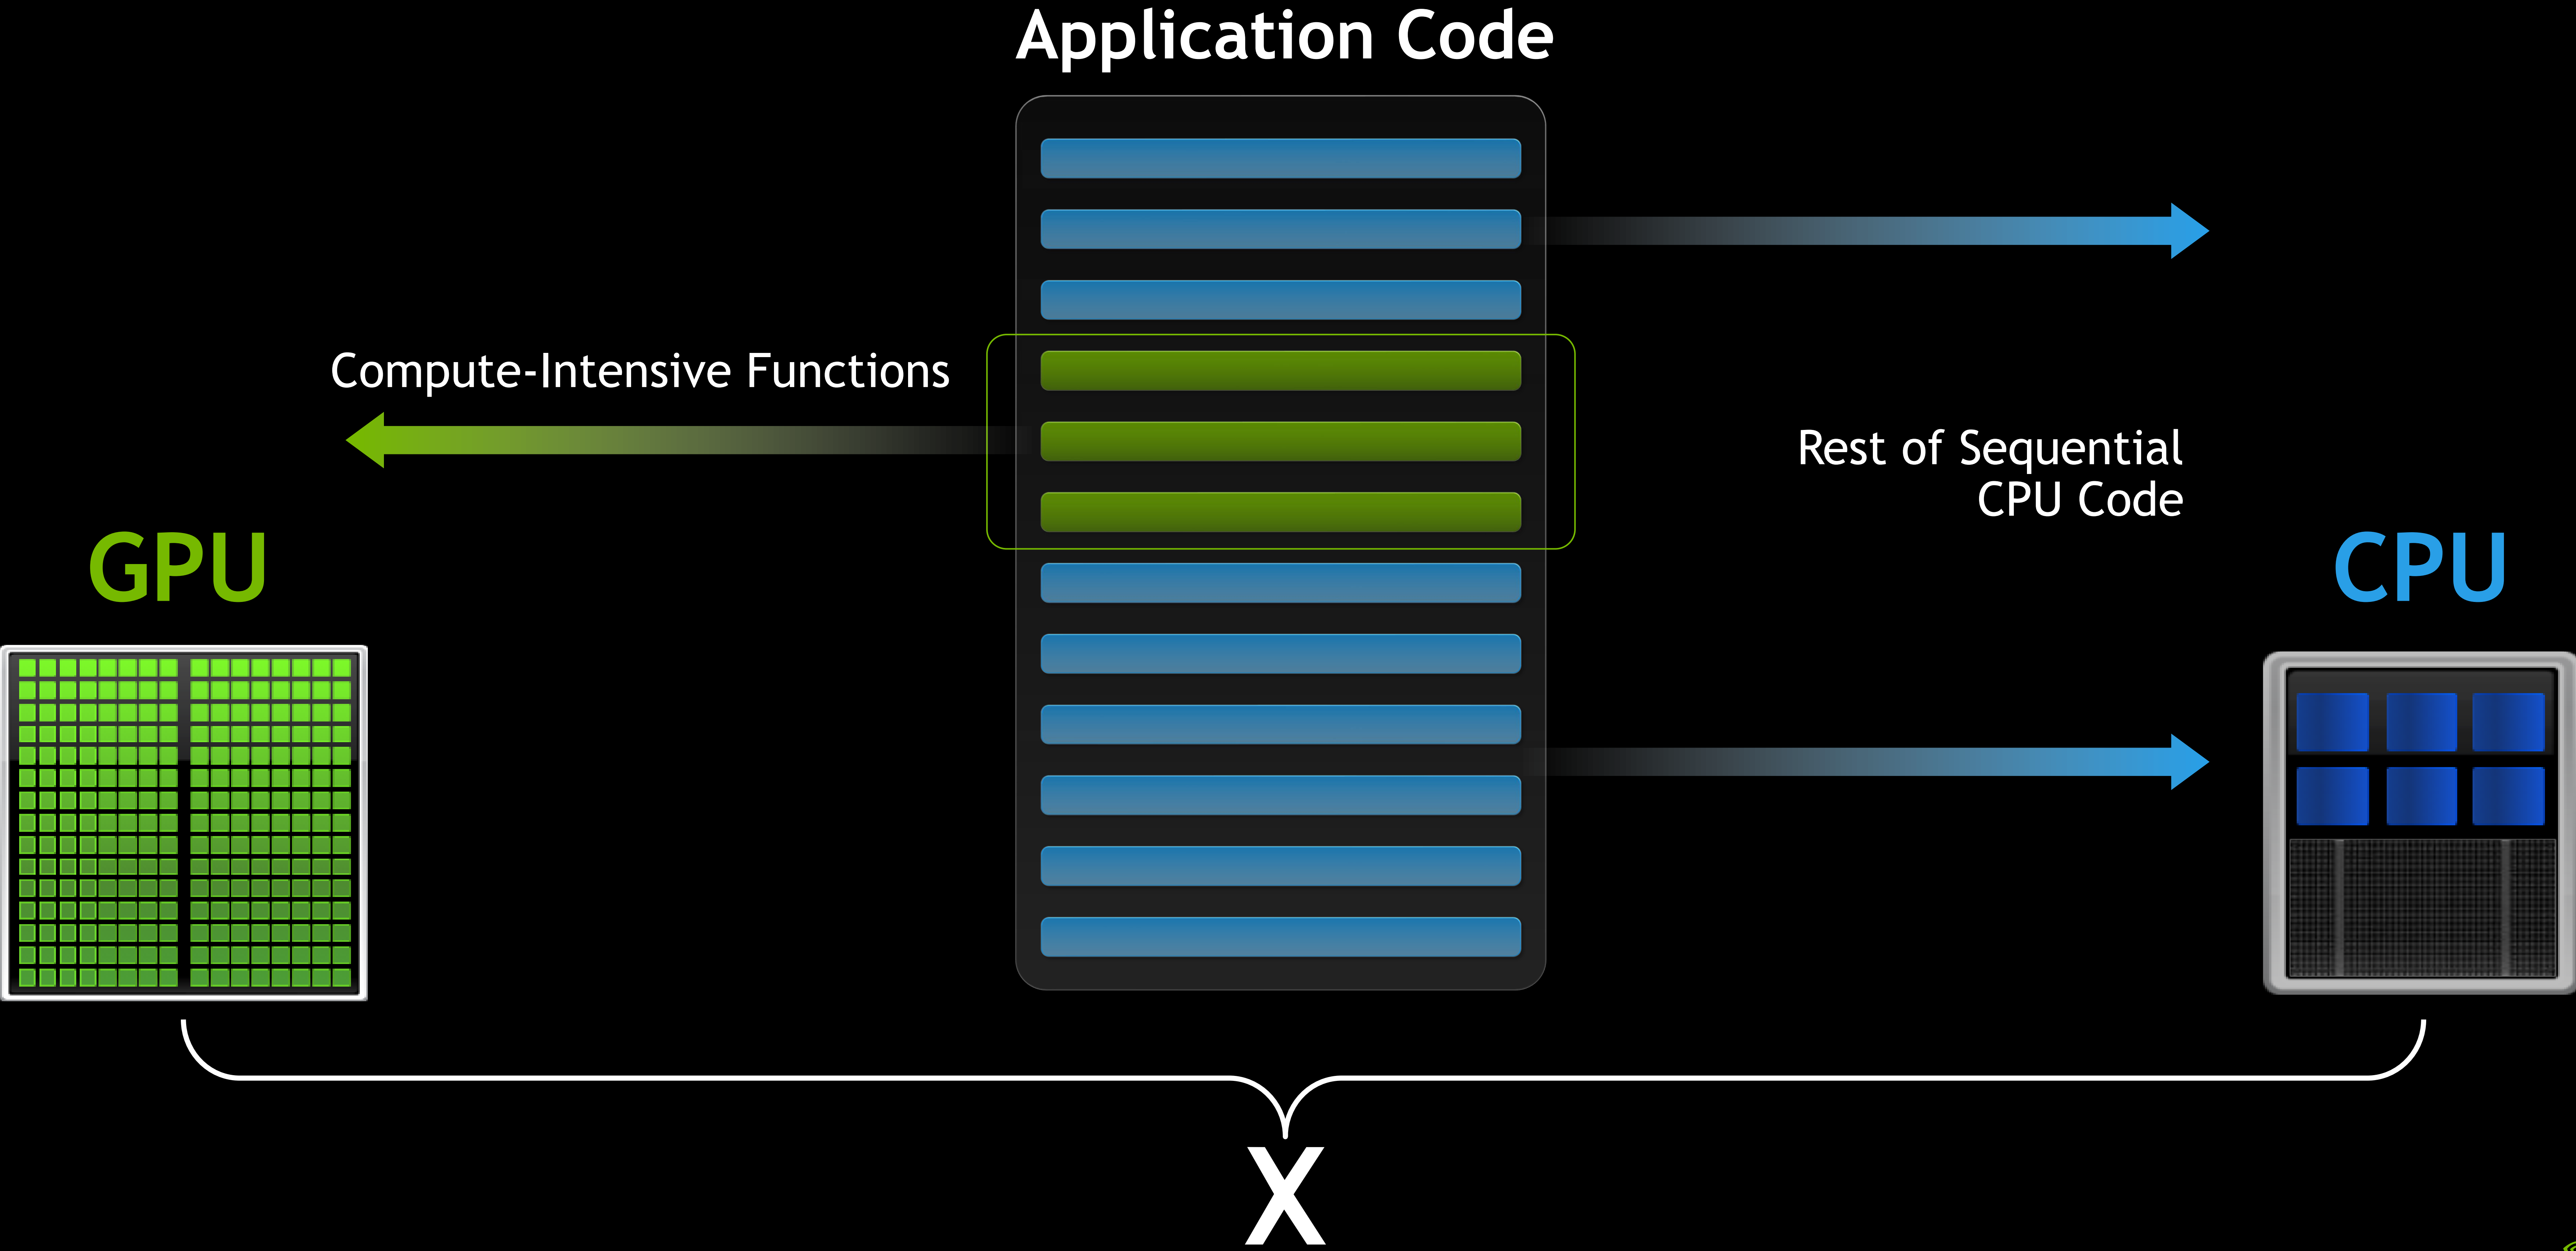 Application Code
Compute-Intensive Functions
Rest of Sequential
CPU Code
GPU
CPU
X